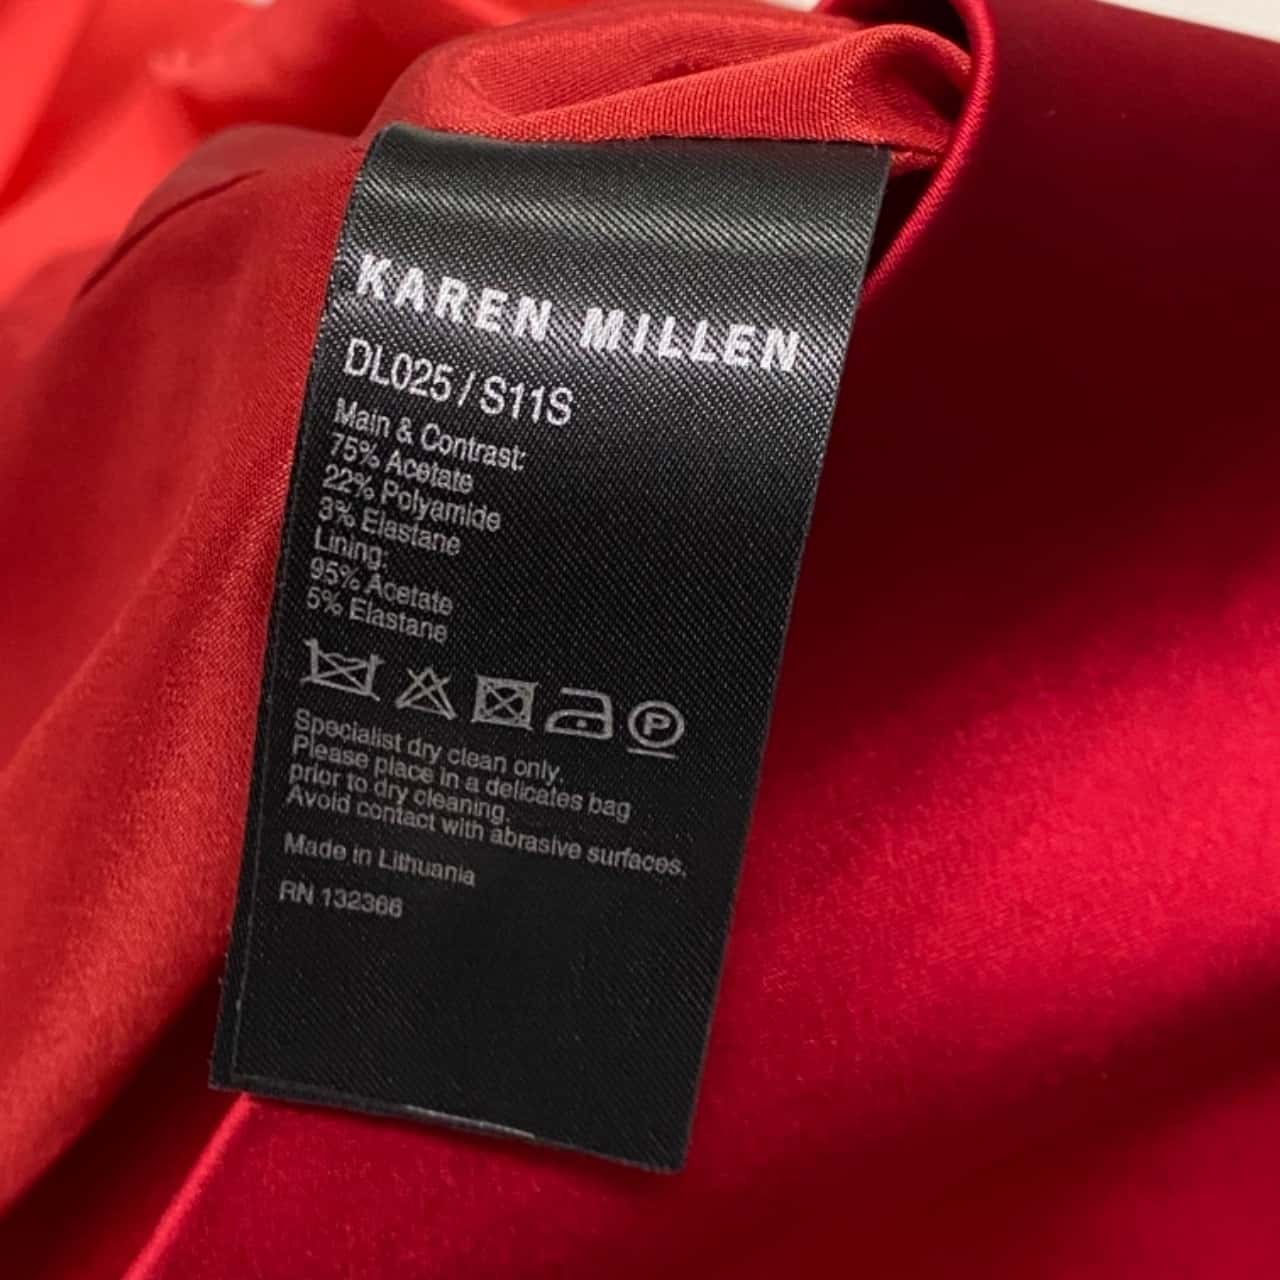 KAREN MILLEN
DL025 / S11S
Main & Contrast:
75% Acetate
22% Polyamide
3% Elastane
Lining:
95% Acetate
5% Elastane
P
Specialist dry clean only.
Please place in a delicates bag
prior to dry cleaning.
Avoid contact with abrasive surfaces.
Made in Lithuania
RN 132366